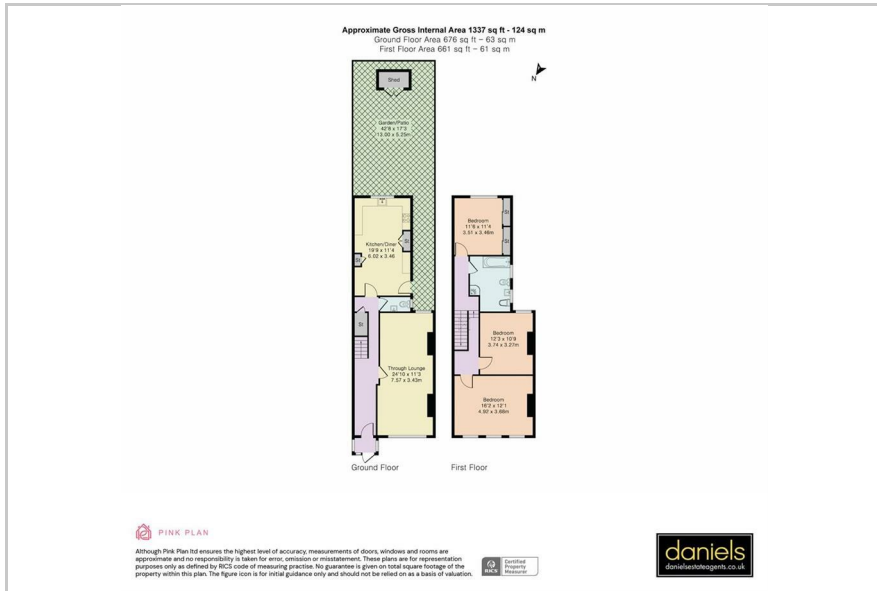 Approximate Gross Internal Area 1337 sq ft - 124 sq m
Ground Floor Area 676 sq ft – 63 sq m
First Floor Area 661 sq ft – 61 sq m
N
Shed
Garden/Patio
42'8 x 17'3
13.00 x 5.25m
Kitchen/Diner
19'9 x 11'4
6.02 x 3.46
St
St
St
Through Lounge
24'10 x 11'3
7.57 x 3.43m
Ground Floor
Bedroom
11'6 x 11'4
3.51 x 3.46m
St
St
Bedroom
12'3 x 10'9
3.74 x 3.27m
Bedroom
16'2 x 12'1
4.92 x 3.68m
First Floor
PINK PLAN
Although Pink Plan ltd ensures the highest level of accuracy, measurements of doors, windows and rooms are
approximate and no responsibility is taken for error, omission or misstatement. These plans are for representation
purposes only as defined by RICS code of measuring practise. No guarantee is given on total square footage of the
property within this plan. The figure icon is for initial guidance only and should not be relied on as a basis of valuation.
RICS
Certified
Property
Measurer
daniels
danielsestateagents.co.uk